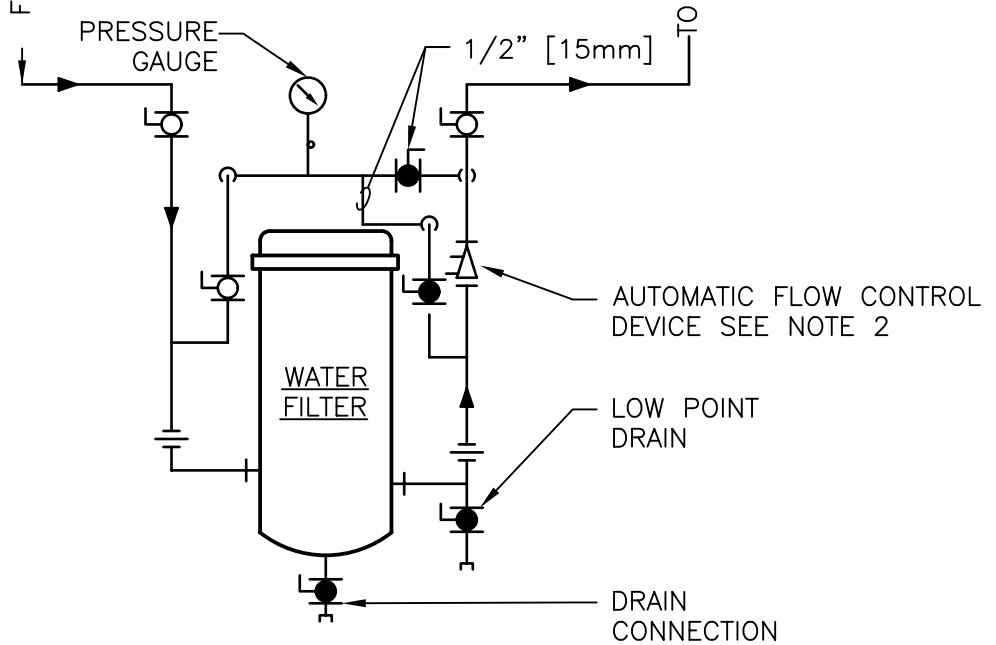 F
TO
PRESSURE
GAUGE
1/2” [15mm]
AUTOMATIC FLOW CONTROL
DEVICE SEE NOTE 2
WATER
FILTER
LOW POINT
DRAIN
DRAIN
CONNECTION